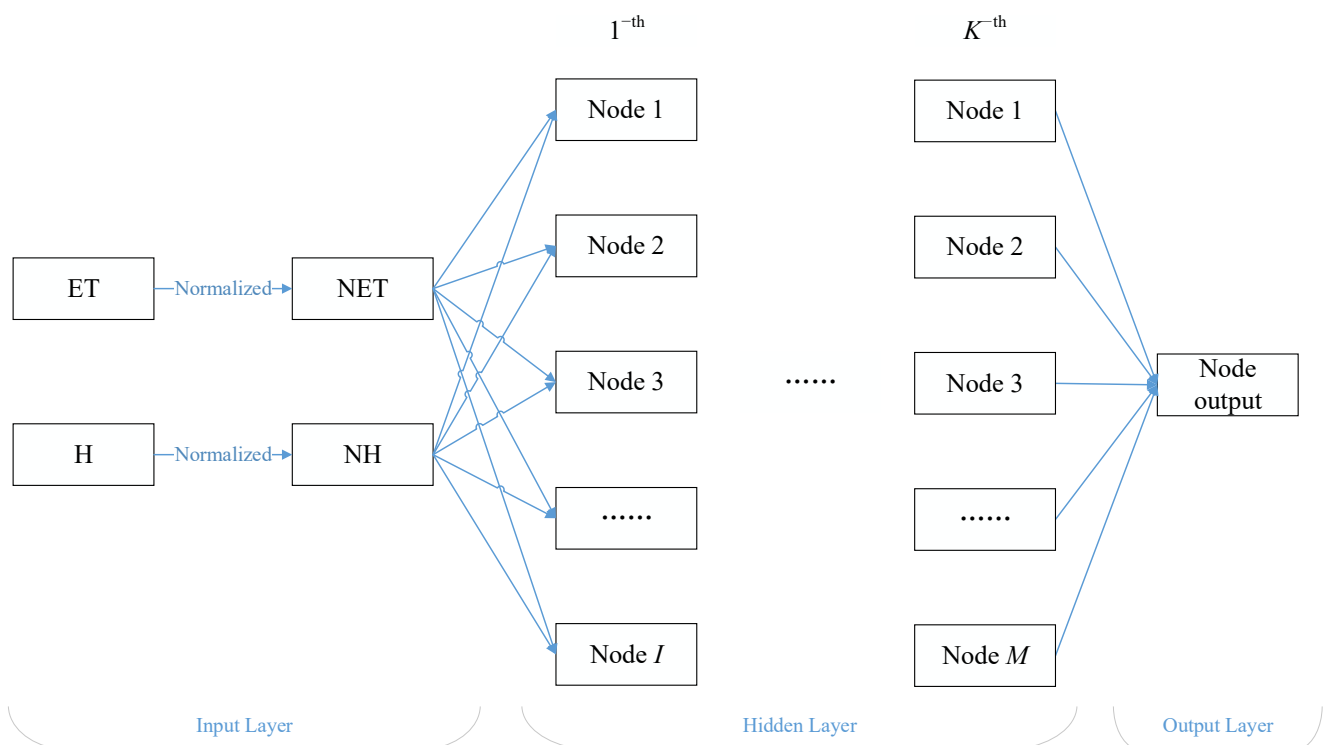 1⁻ᵗʰ
K⁻ᵗʰ
Node 1
Node 1
Node 2
Node 2
ET
Normalized
NET
Node 3
......
Node 3
Node
output
H
Normalized
NH
......
......
Node I
Node M
Input Layer
Hidden Layer
Output Layer